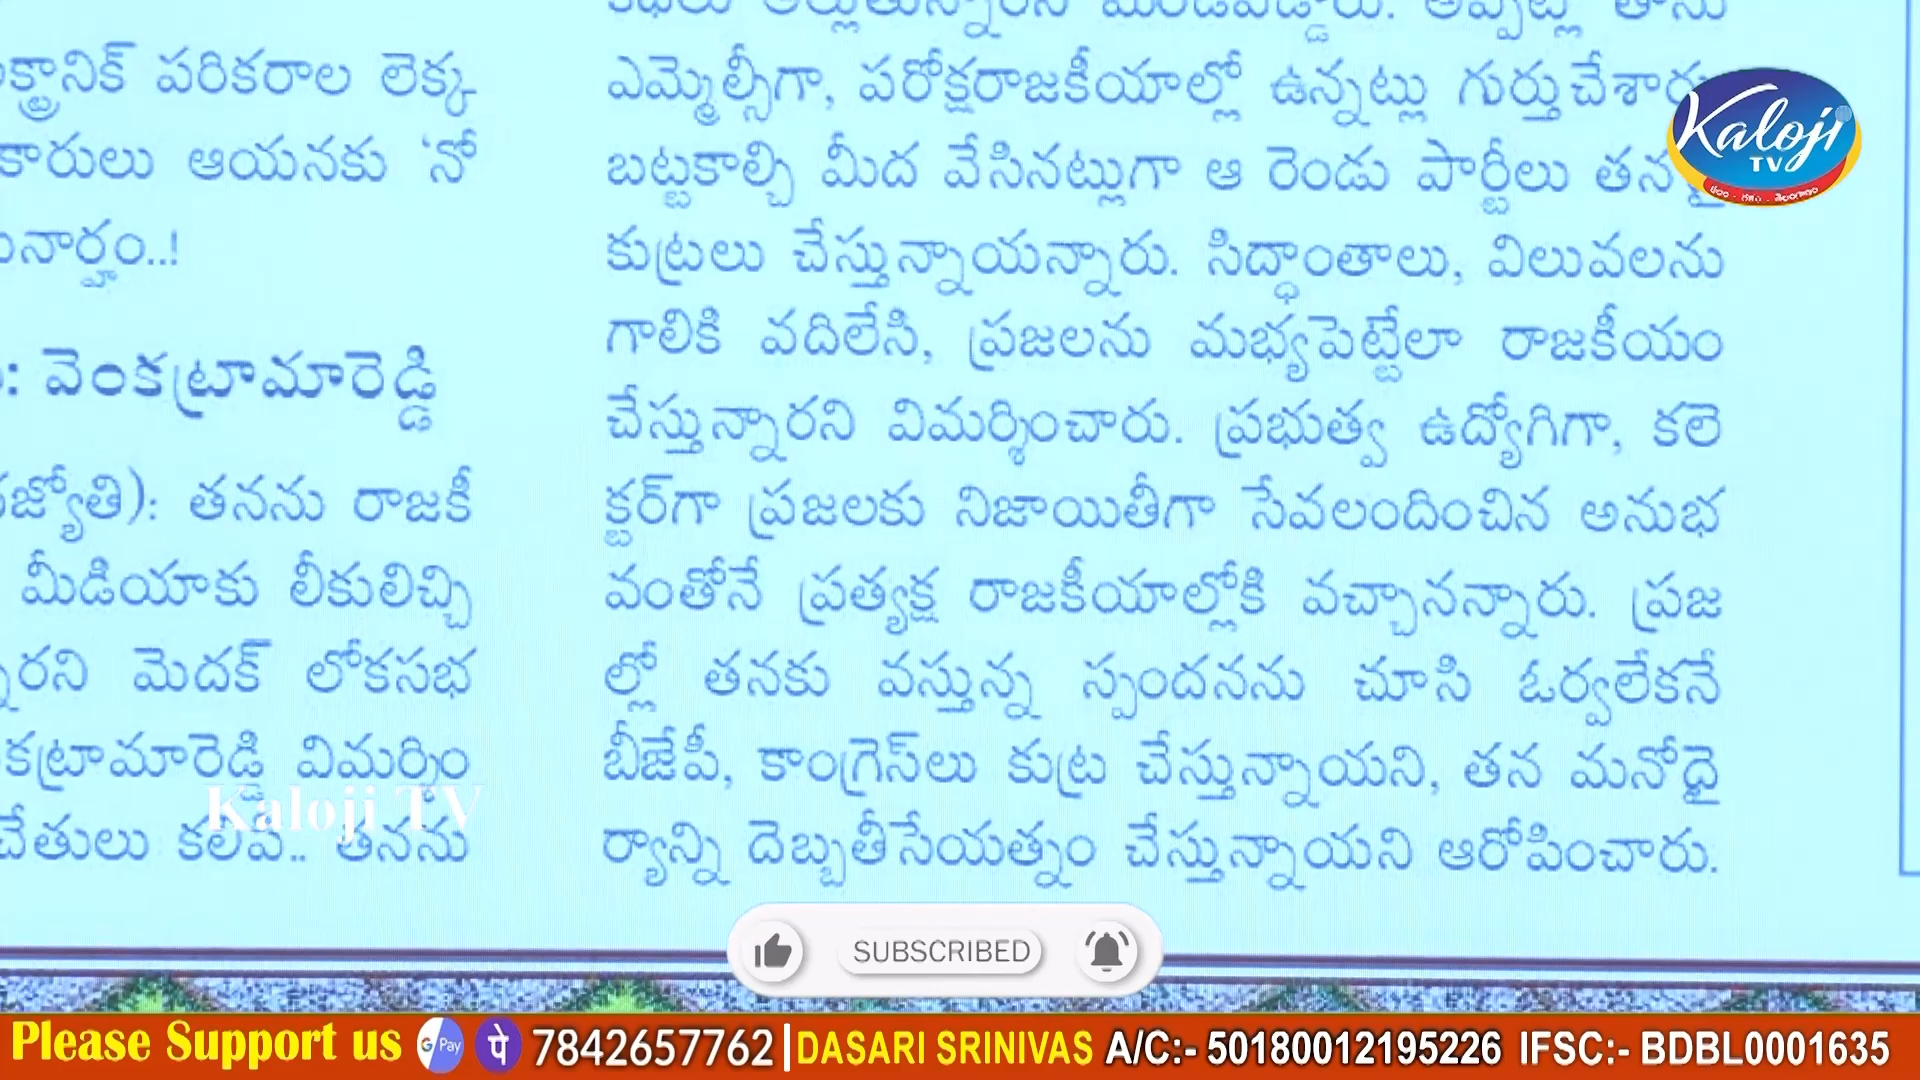 పరికరాల లెక్క
ఆయనకు 'నో
వెంకట్రామారెడ్డి
తనను రాజకీ
మీడియాకు లీకులిచ్చి
మెదక్ లోకసభ
విమర్శిం
చేతులు కలిపి.. తనను
ఎమ్మెల్సీగా, పరోక్షరాజకీయాల్లో ఉన్నట్లు గుర్తుచేశారు
బట్టకాల్చి మీద వేసినట్లుగా ఆ రెండు పార్టీలు
కుట్రలు చేస్తున్నాయన్నారు. సిద్ధాంతాలు, విలువలను
గాలికి వదిలేసి, ప్రజలను మభ్యపెట్టేలా రాజకీయం
చేస్తున్నారని విమర్శించారు. ప్రభుత్వ ఉద్యోగిగా, కలె
క్టర్‌గా ప్రజలకు నిజాయితీగా సేవలందించిన అనుభ
వంతోనే ప్రత్యక్ష రాజకీయాల్లోకి వచ్చానన్నారు. ప్రజ
ల్లో తనకు వస్తున్న స్పందనను చూసి ఓర్వలేకనే
బీజేపీ, కాంగ్రెస్‌లు కుట్ర చేస్తున్నాయని, తన మనోధై
ర్యాన్ని దెబ్బతీసేయత్నం చేస్తున్నాయని ఆరోపించారు.
Kaloji TV
Kaloji TV
SUBSCRIBED
Please Support us G Pay पे 7842657762 | DASARI SRINIVAS A/C:- 50180012195226 IFSC:- BDBL0001635